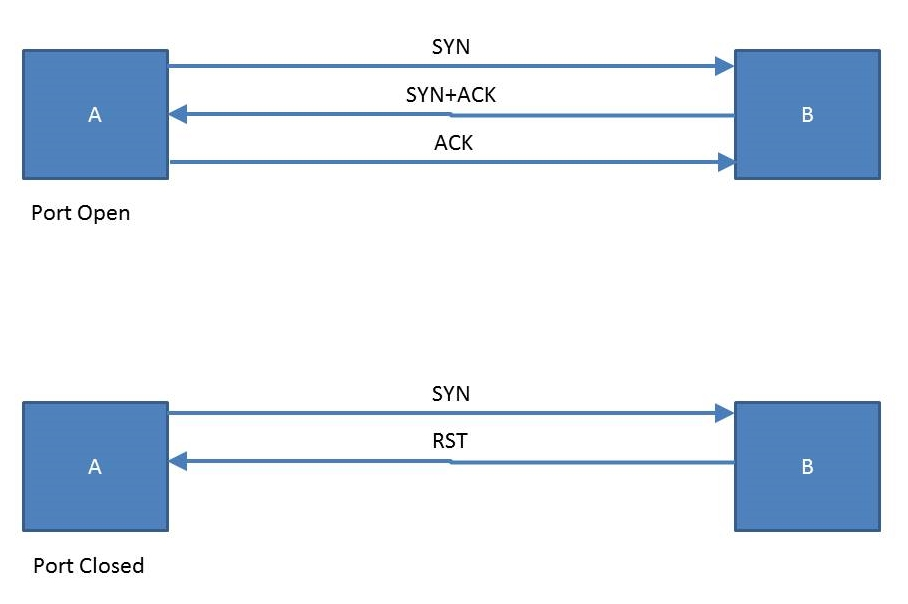 SYN
A
SYN+ACK
B
ACK
Port Open
SYN
A
RST
B
Port Closed